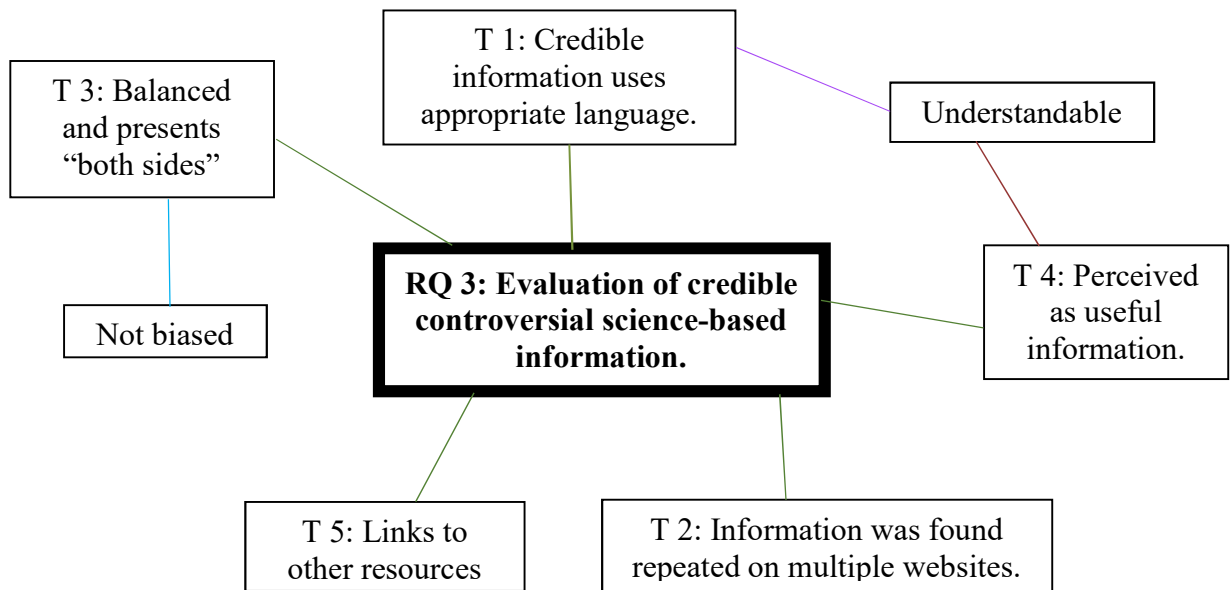 T 1: Credible
information uses
appropriate language.
T 3: Balanced
and presents
“both sides”
Understandable
RQ 3: Evaluation of credible
controversial science-based
information.
T 4: Perceived
as useful
information.
Not biased
T 5: Links to
other resources
T 2: Information was found
repeated on multiple websites.